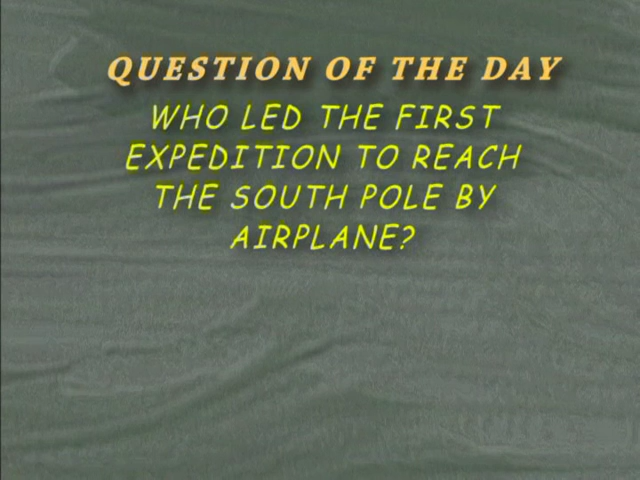 QUESTION OF THE DAY
WHO LED THE FIRST
EXPEDITION TO REACH
THE SOUTH POLE BY
AIRPLANE?